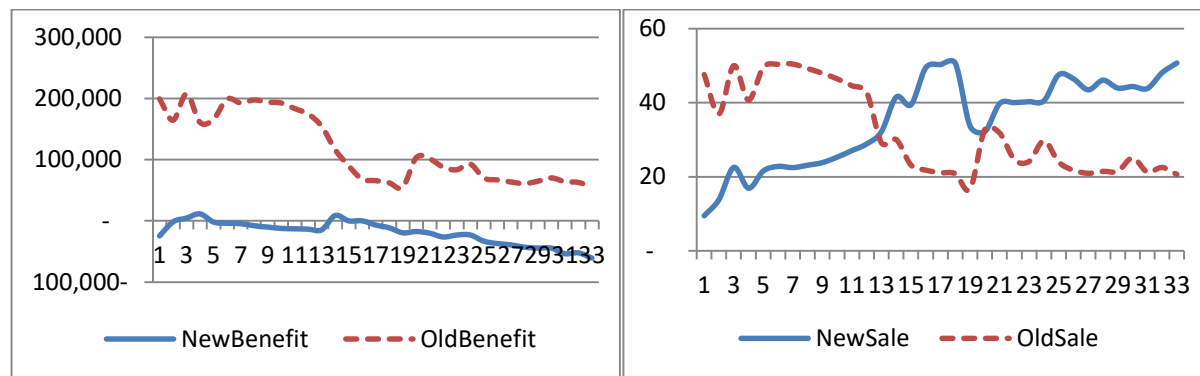 300,000
200,000
100,000
-
100,000-
1 3 5 7 9 11 13 15 17 19 21 23 25 27 29 31 33
NewBenefit OldBenefit
60
40
20
-
1 3 5 7 9 11 13 15 17 19 21 23 25 27 29 31 33
NewSale OldSale